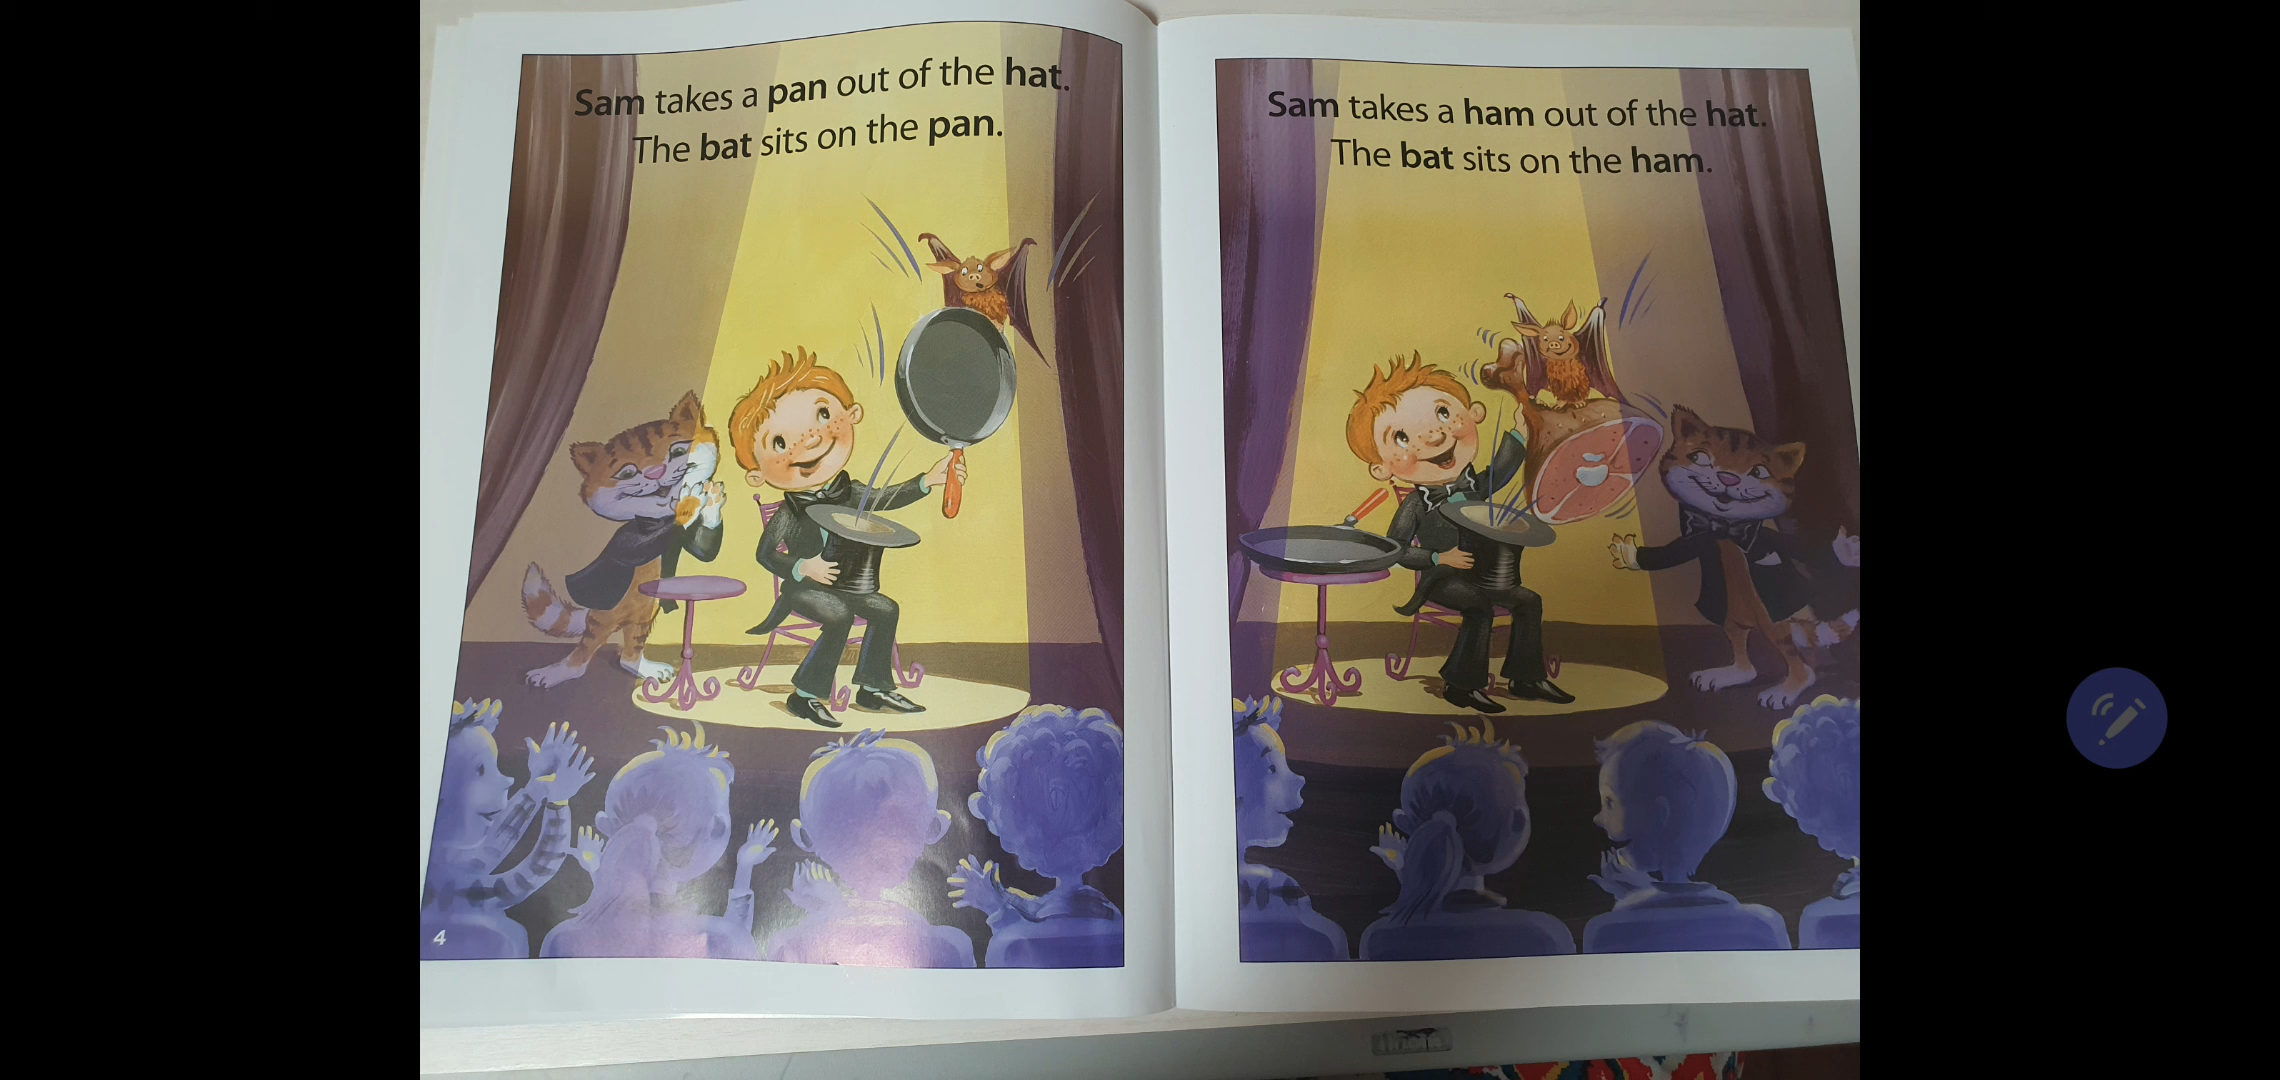 Sam takes a pan out of the hat.
The bat sits on the pan.
4
Sam takes a ham out of the hat.
The bat sits on the ham.